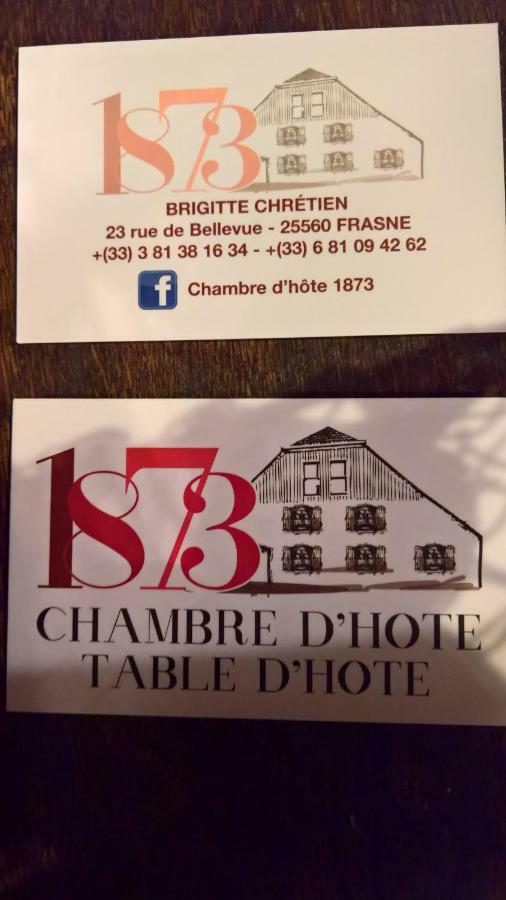 1873
BRIGITTE CHRÉTIEN
23 rue de Bellevue - 25560 FRASNE
+(33) 3 81 38 16 34 - +(33) 6 81 09 42 62
f Chambre d'hôte 1873
1873
CHAMBRE D'HOTE
TABLE D'HOTE